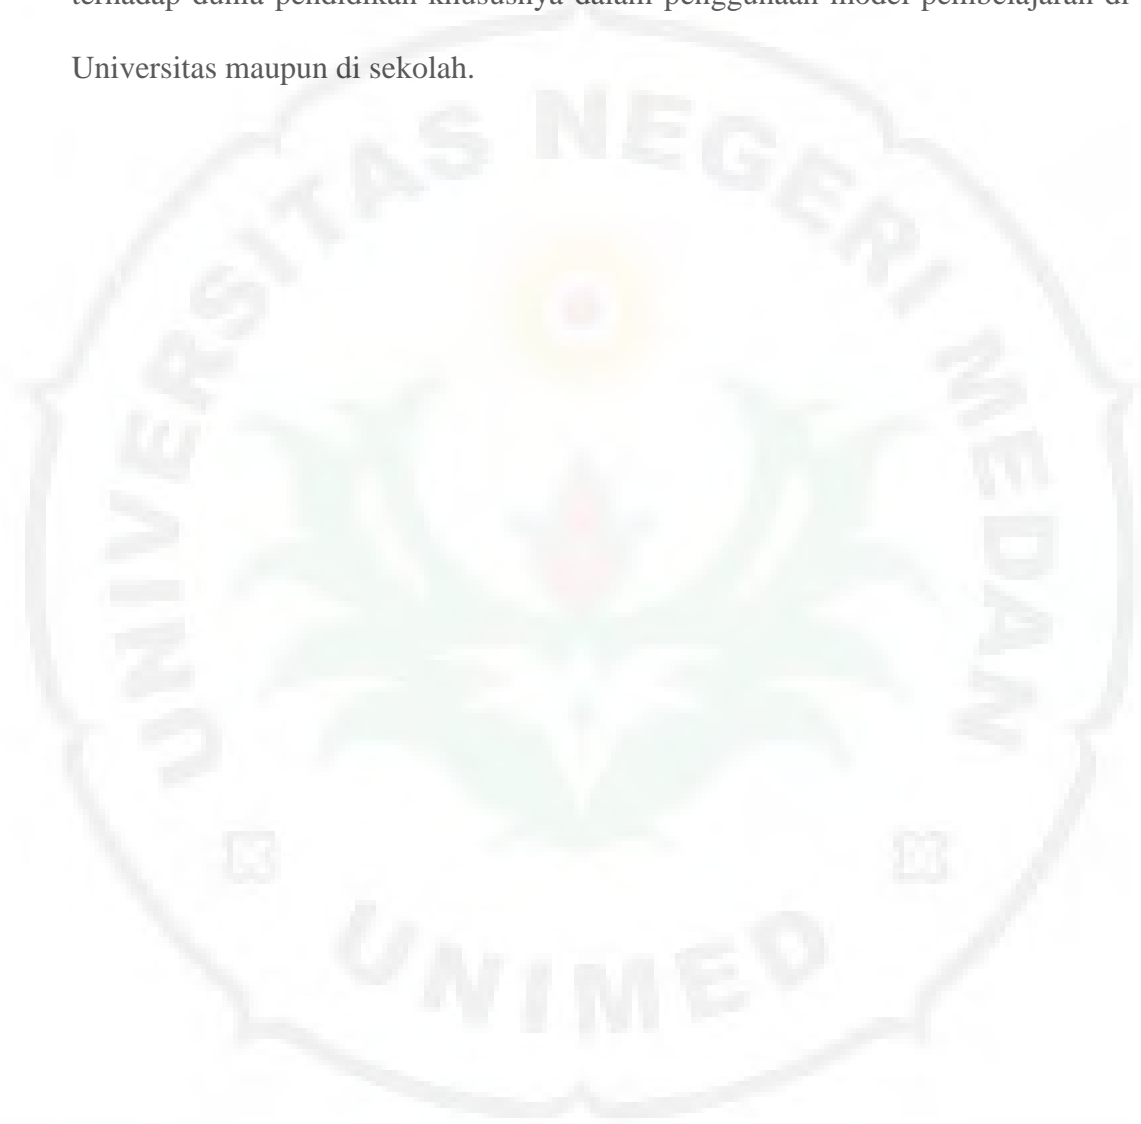 terhadap dunia pendidikan khususnya dalam penggunaan model pembelajaran di
Universitas maupun di sekolah.
UNIVERSITAS NEGERI MEDAN
UNIMED